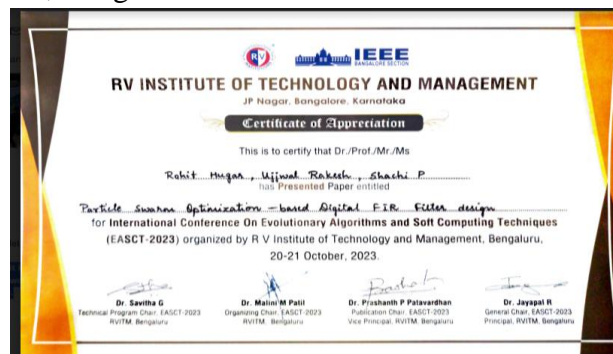 RV
IEEE
BANGALORE SECTION
RV INSTITUTE OF TECHNOLOGY AND MANAGEMENT
JP Nagar, Bangalore, Karnataka
Certificate of Appreciation
This is to certify that Dr./Prof./Mr./Ms
Rohit Mugar, Ujjwal Rakesh, Shachi P
has Presented Paper entitled
Particle Swarm Optimization - based Digital FIR Filter design
for International Conference On Evolutionary Algorithms and Soft Computing Techniques
(EASCT-2023) organized by R V Institute of Technology and Management, Bengaluru,
20-21 October, 2023.
Dr. Savitha G
Technical Program Chair, EASCT-2023
RVITM, Bengaluru
Dr. Malini M Patil
Organizing Chair, EASCT-2023
RVITM, Bengaluru
Dr. Prashanth P Patavardhan
Publication Chair, EASCT-2023
Vice Principal, RVITM, Bengaluru
Dr. Jayapal R
General Chair, EASCT-2023
Principal, RVITM, Bengaluru